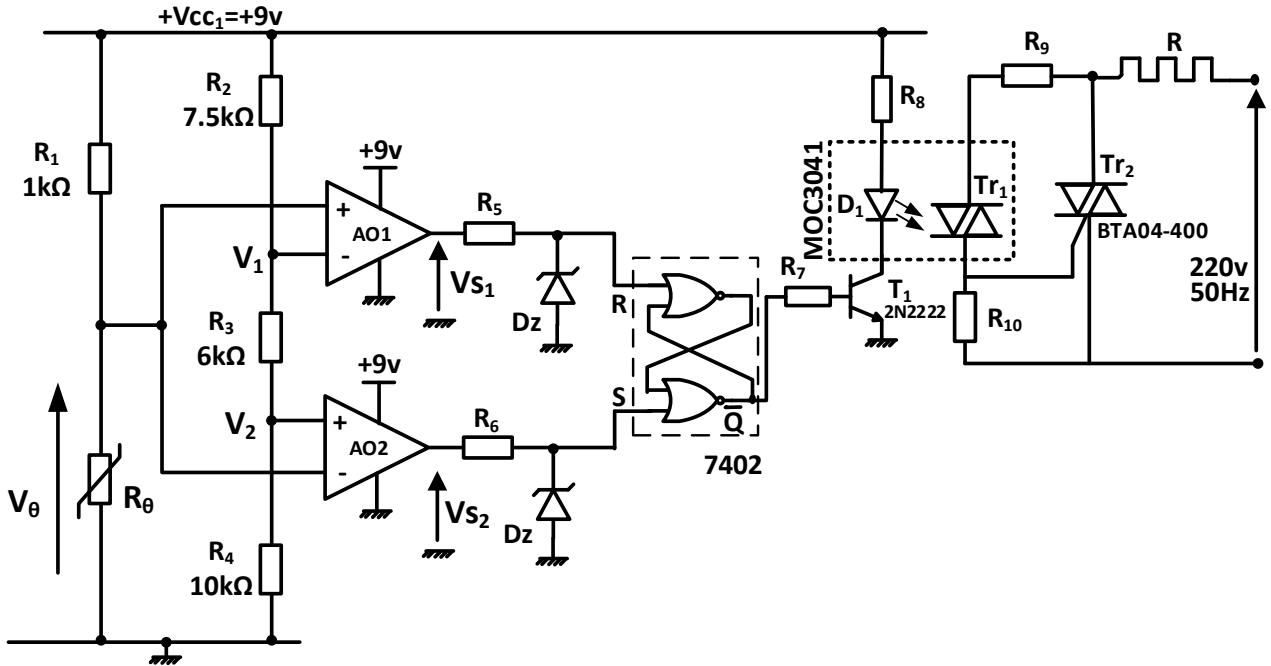 +Vcc₁=+9v
R₉
R
R₂
7.5kΩ
R₈
R₁
1kΩ
+9v
MOC3041
Tr₂
Tr₁
R₅
D₁
+
AO1
-
BTA04-400
V₁
Vs₁
R₇
T₁
2N2222
220v
50Hz
R
Dz
R₃
6kΩ
R₁₀
+9v
S
V₂
+
AO2
-
R₆
Q̅
7402
Vθ
Rθ
Vs₂
Dz
R₄
10kΩ